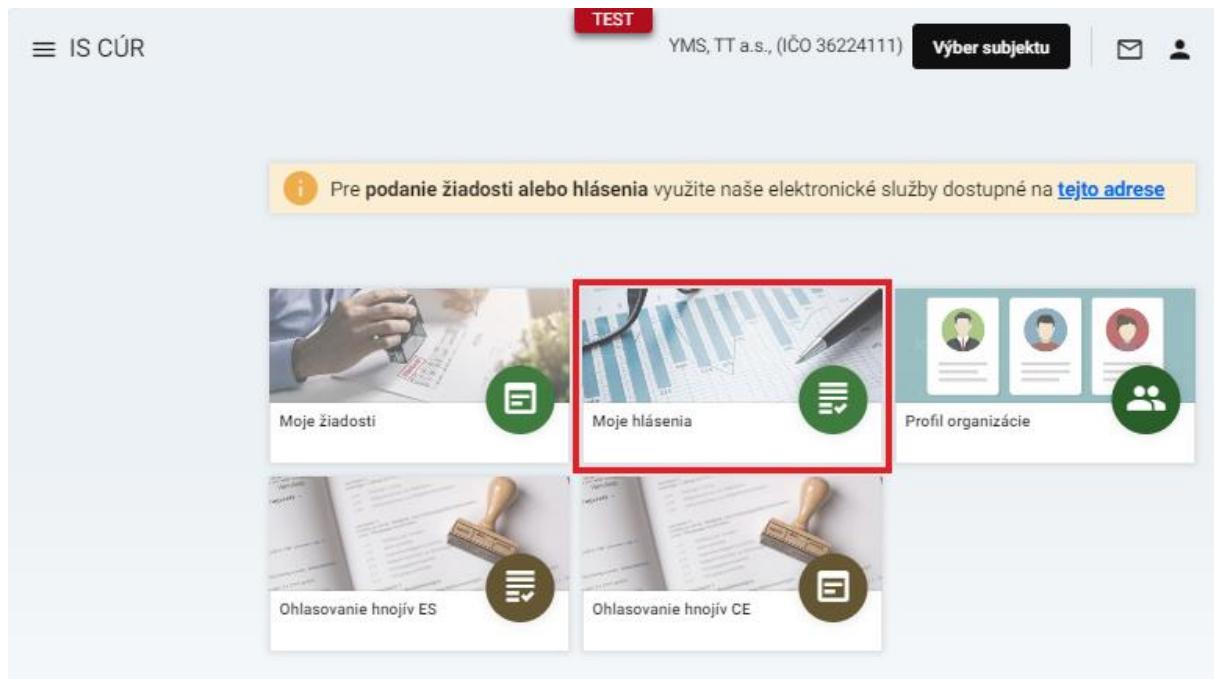 TEST
IS CÚR
YMS, TT a.s., (IČO 36224111)
Výber subjektu
Pre podanie žiadosti alebo hlásenia využite naše elektronické služby dostupné na tejto adrese
Moje žiadosti
Moje hlásenia
Profil organizácie
Ohlasovanie hnojív ES
Ohlasovanie hnojív CE